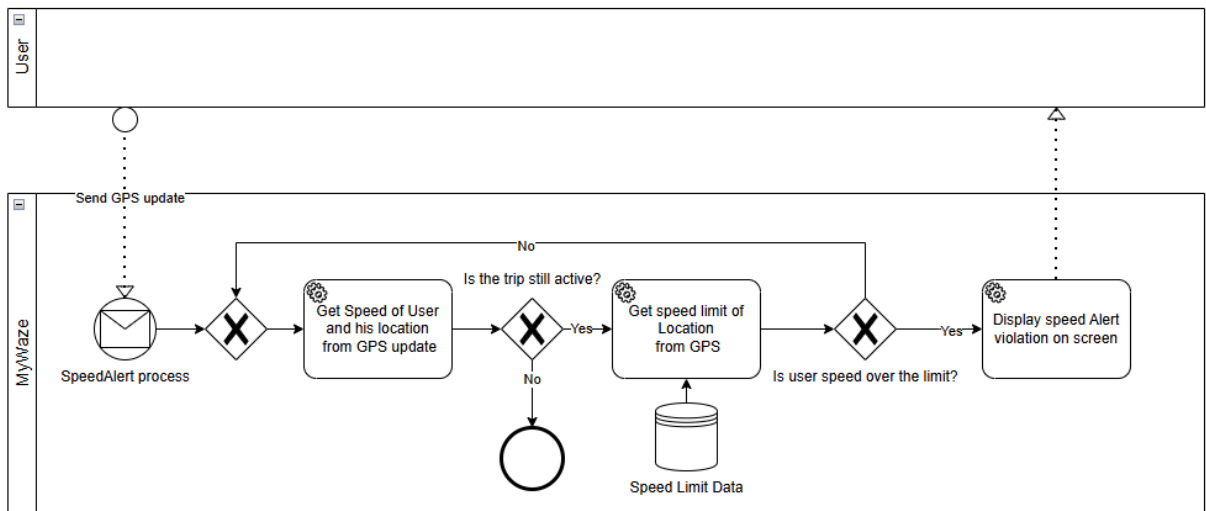 User
Send GPS update
MyWaze
SpeedAlert process
No
Get Speed of User
and his location
from GPS update
Is the trip still active?
Yes
No
Get speed limit of
Location
from GPS
Speed Limit Data
Is user speed over the limit?
Yes
Display speed Alert
violation on screen